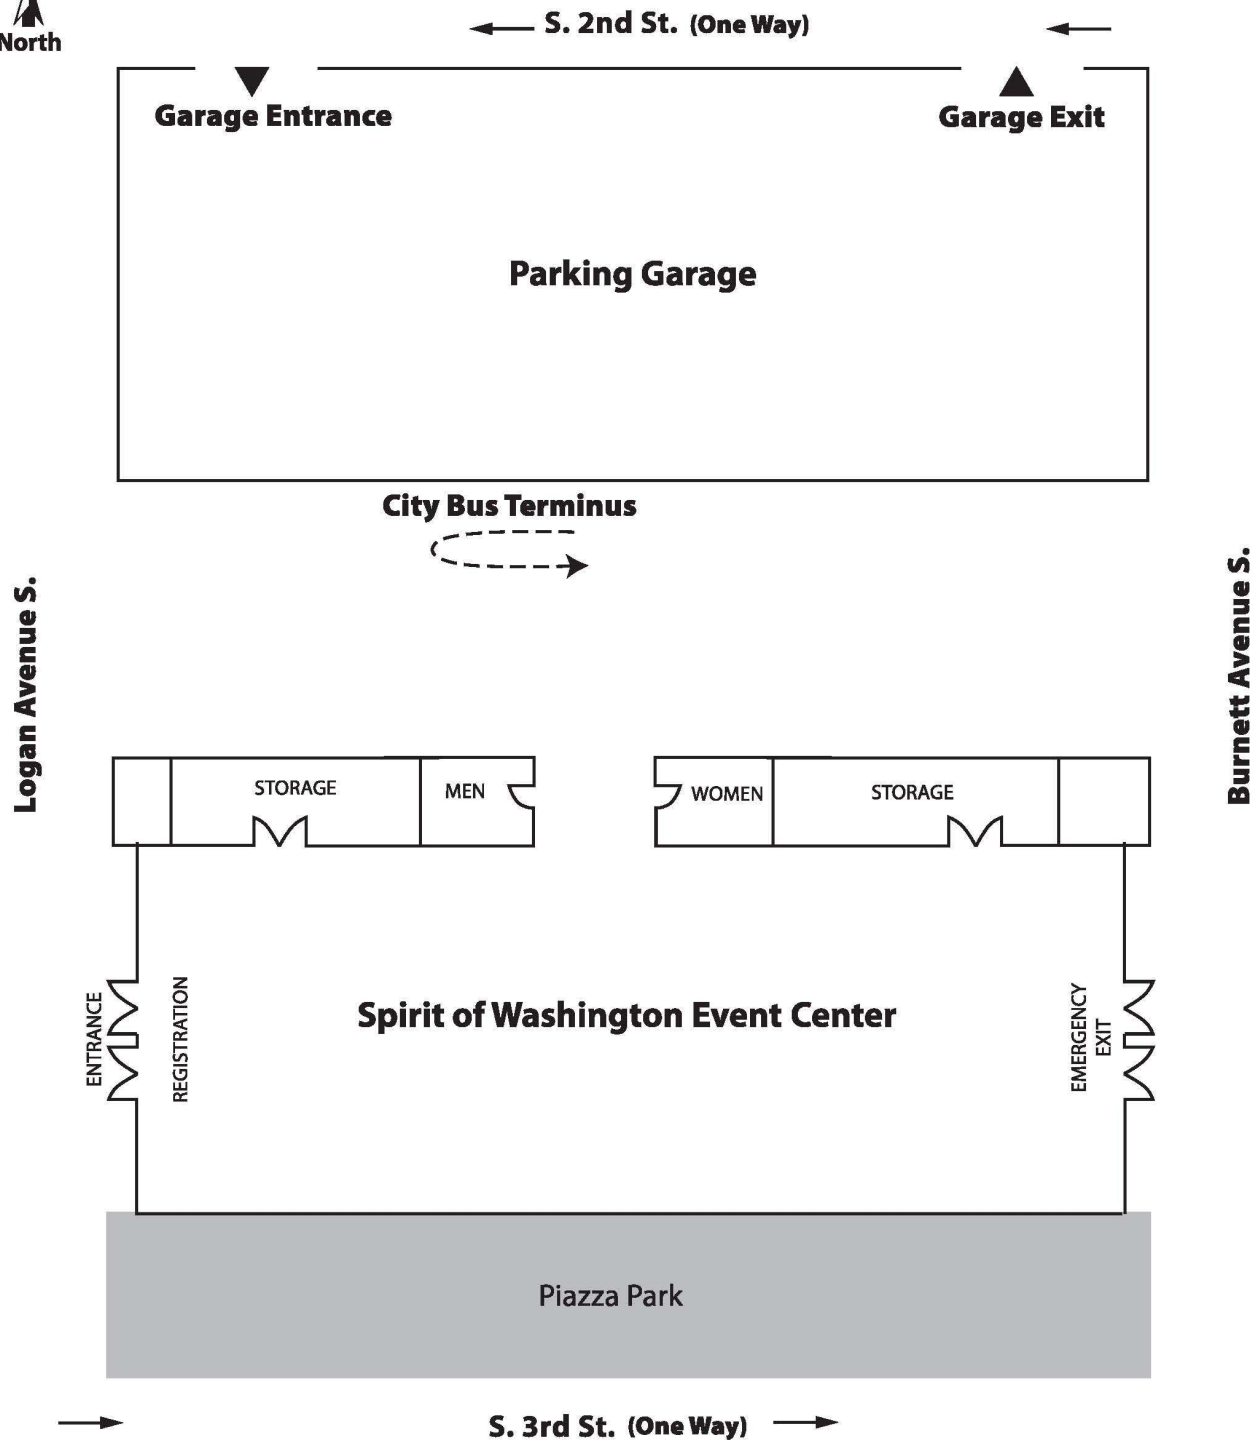 North
S. 2nd St. (One Way)
Garage Entrance
Garage Exit
Parking Garage
City Bus Terminus
Logan Avenue S.
Burnett Avenue S.
STORAGE
MEN
WOMEN
STORAGE
ENTRANCE
REGISTRATION
Spirit of Washington Event Center
EMERGENCY
EXIT
Piazza Park
S. 3rd St. (One Way)